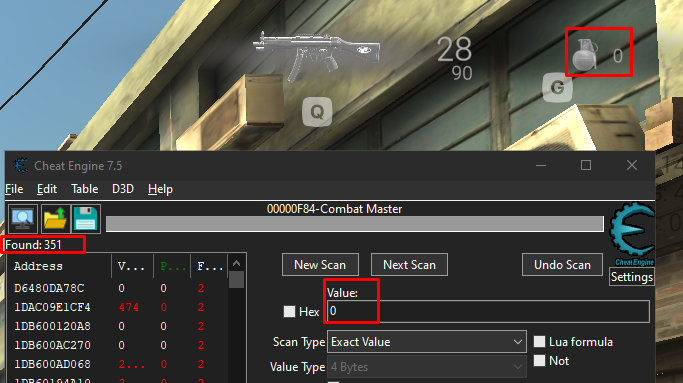 28
90
0
Q
G
Cheat Engine 7.5
File Edit Table D3D Help
00000F84-Combat Master
Found: 351
Cheat Engine
Settings
New Scan Next Scan Undo Scan
Address V... P... F...
D6480DA78C 0 0 2
1DAC09E1CF4 474 0 2
1DB600120A8 0 0 2
1DB600AC270 0 0 2
1DB600AD068 2... 0 2
Value:
Hex 0
Scan Type Exact Value Lua formula
Value Type 4 Bytes Not